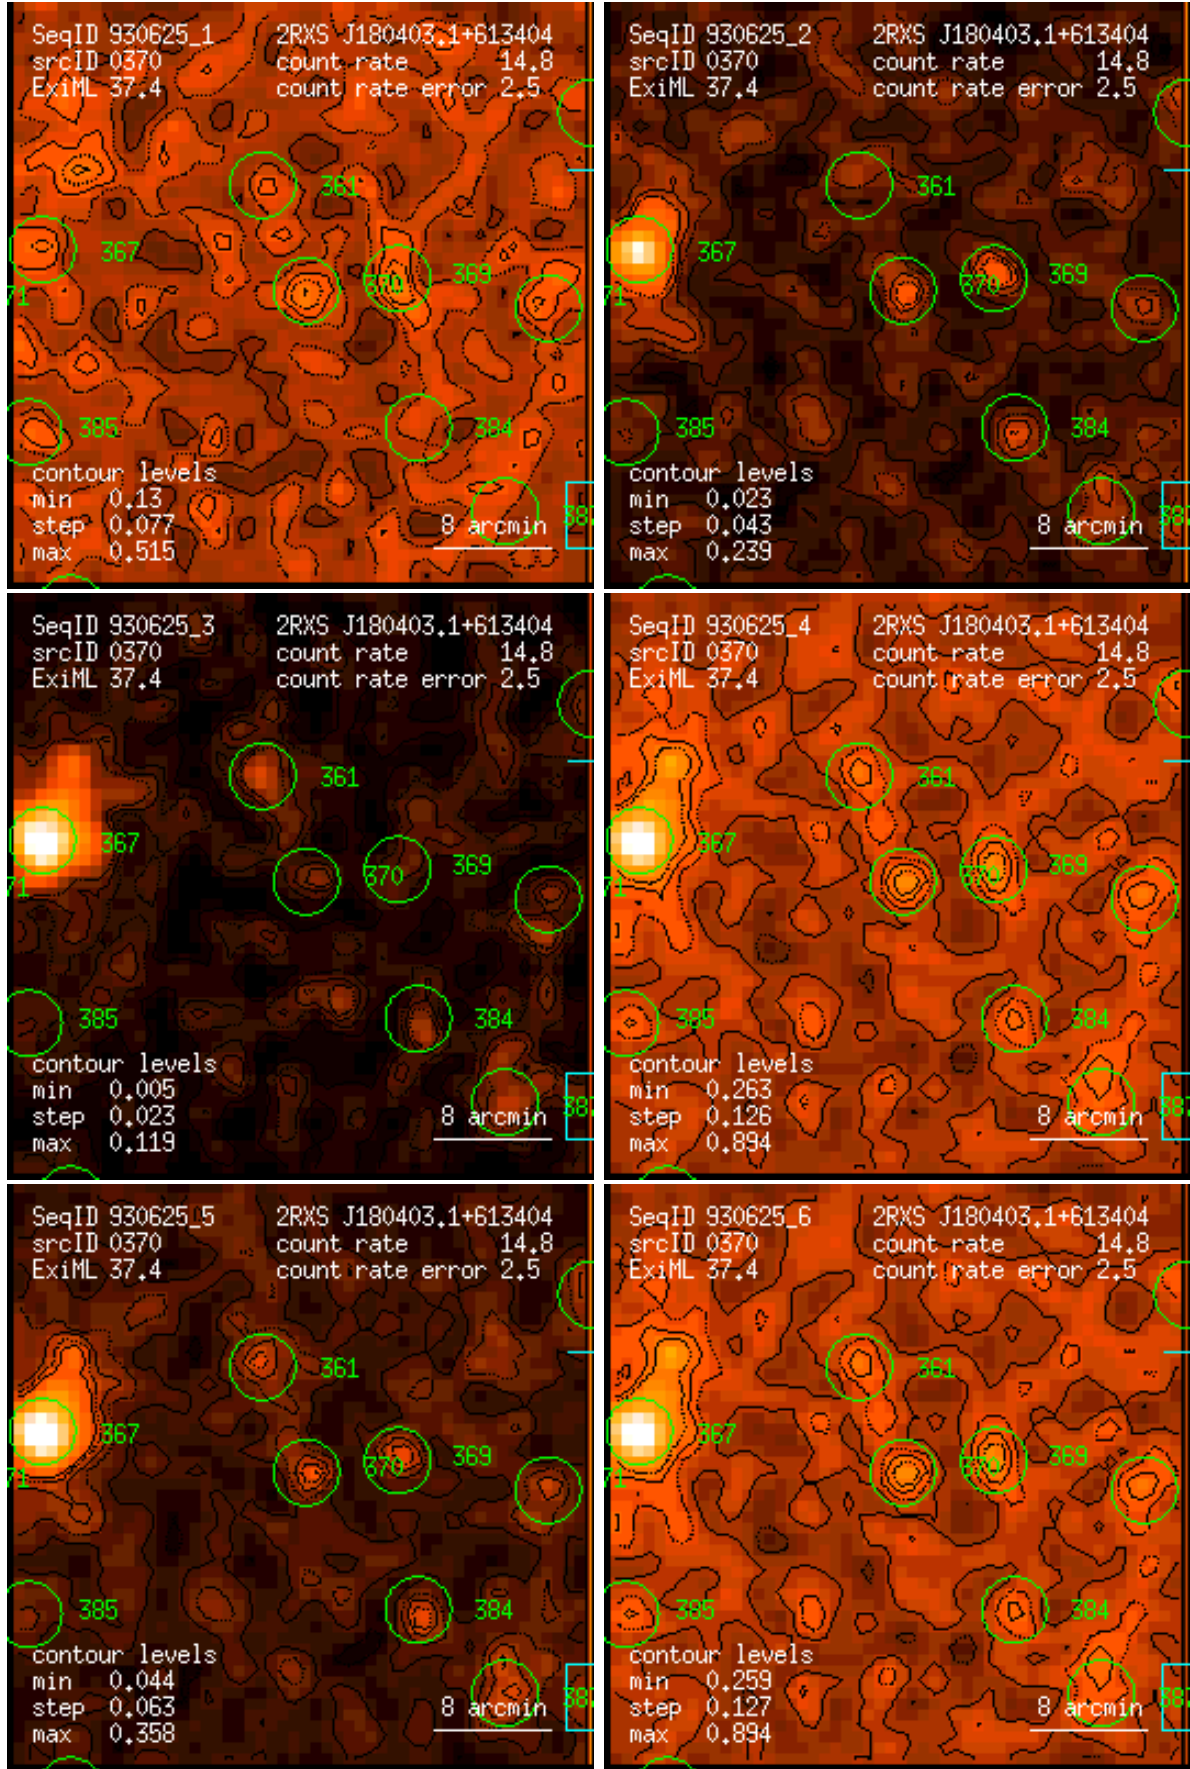 SeqID 930625_1 2RXS J180403.1+613404
srcID 0370 count rate 14.8
ExiML 37.4 count rate error 2.5
361
367
369
370
71
385
384
contour levels
min 0.13
step 0.077
max 0.515
8 arcmin
SeqID 930625_2 2RXS J180403.1+613404
srcID 0370 count rate 14.8
ExiML 37.4 count rate error 2.5
361
367
369
370
71
385
384
contour levels
min 0.023
step 0.043
max 0.239
8 arcmin
SeqID 930625_3 2RXS J180403.1+613404
srcID 0370 count rate 14.8
ExiML 37.4 count rate error 2.5
361
367
369
370
71
385
384
contour levels
min 0.005
step 0.023
max 0.119
8 arcmin
SeqID 930625_4 2RXS J180403.1+613404
srcID 0370 count rate 14.8
ExiML 37.4 count rate error 2.5
361
367
369
370
71
385
384
contour levels
min 0.263
step 0.126
max 0.894
8 arcmin
SeqID 930625_5 2RXS J180403.1+613404
srcID 0370 count rate 14.8
ExiML 37.4 count rate error 2.5
361
367
369
370
71
385
384
contour levels
min 0.044
step 0.063
max 0.358
8 arcmin
SeqID 930625_6 2RXS J180403.1+613404
srcID 0370 count rate 14.8
ExiML 37.4 count rate error 2.5
361
367
369
370
71
385
384
contour levels
min 0.259
step 0.127
max 0.894
8 arcmin